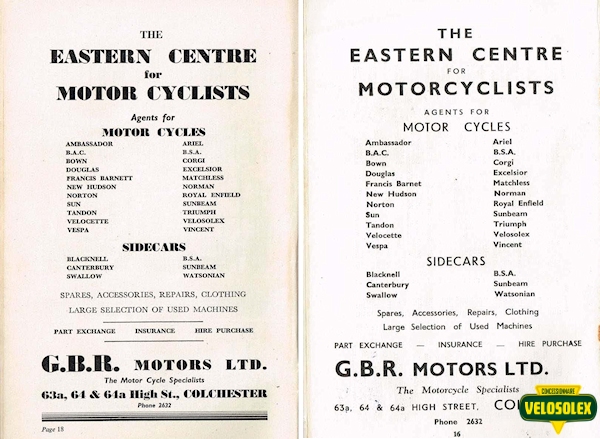 THE
EASTERN CENTRE
for
MOTOR CYCLISTS
Agents for
MOTOR CYCLES
AMBASSADOR ARIEL
B.A.C. B.S.A.
BOWN CORGI
DOUGLAS EXCELSIOR
FRANCIS BARNETT MATCHLESS
NEW HUDSON NORMAN
NORTON ROYAL ENFIELD
SUN SUNBEAM
TANDON TRIUMPH
VELOCETTE VELOSOLEX
VESPA VINCENT
SIDECARS
BLACKNELL B.S.A.
CANTERBURY SUNBEAM
SWALLOW WATSONIAN
SPARES, ACCESSORIES, REPAIRS, CLOTHING
LARGE SELECTION OF USED MACHINES
PART EXCHANGE INSURANCE HIRE PURCHASE
G.B.R. MOTORS LTD.
The Motor Cycle Specialists
63a, 64 & 64a High St., COLCHESTER
Phone 2632
Page 18
THE
EASTERN CENTRE
FOR
MOTORCYCLISTS
AGENTS FOR
MOTOR CYCLES
Ambassador Ariel
B.A.C. B.S.A.
Bown Corgi
Douglas Excelsior
Francis Barnet Matchless
New Hudson Norman
Norton Royal Enfield
Sun Sunbeam
Tandon Triumph
Velocette Velosolex
Vespa Vincent
SIDECARS
Blacknell B.S.A.
Canterbury Sunbeam
Swallow Watsonian
Spares, Accessories, Repairs, Clothing
Large Selection of Used Machines
PART EXCHANGE — INSURANCE — HIRE PURCHASE
G.B.R. MOTORS LTD.
The Motorcycle Specialists
63a, 64 & 64a HIGH STREET, CO
Phone 2632
16
CONCESSIONNAIRE
VELOSOLEX